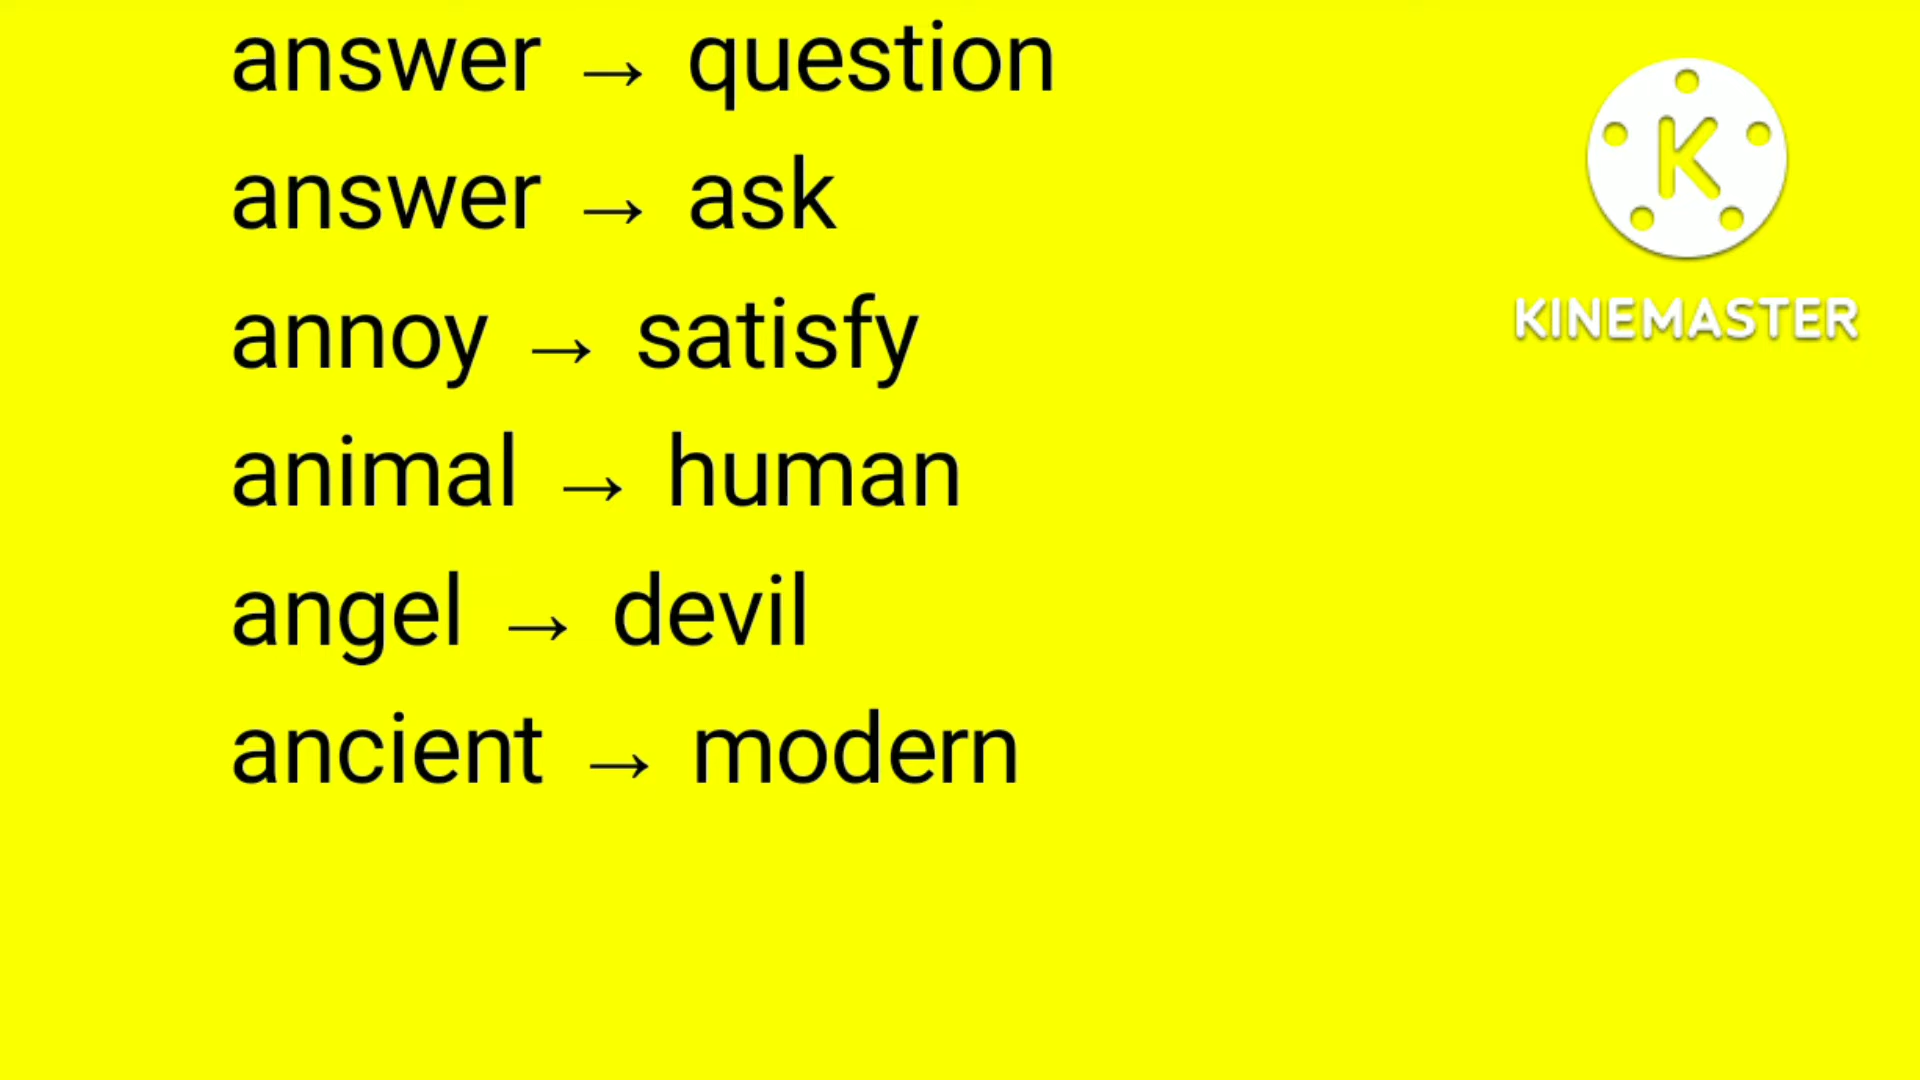 answer → question
answer → ask
annoy → satisfy
animal → human
angel → devil
ancient → modern
K
KINEMASTER